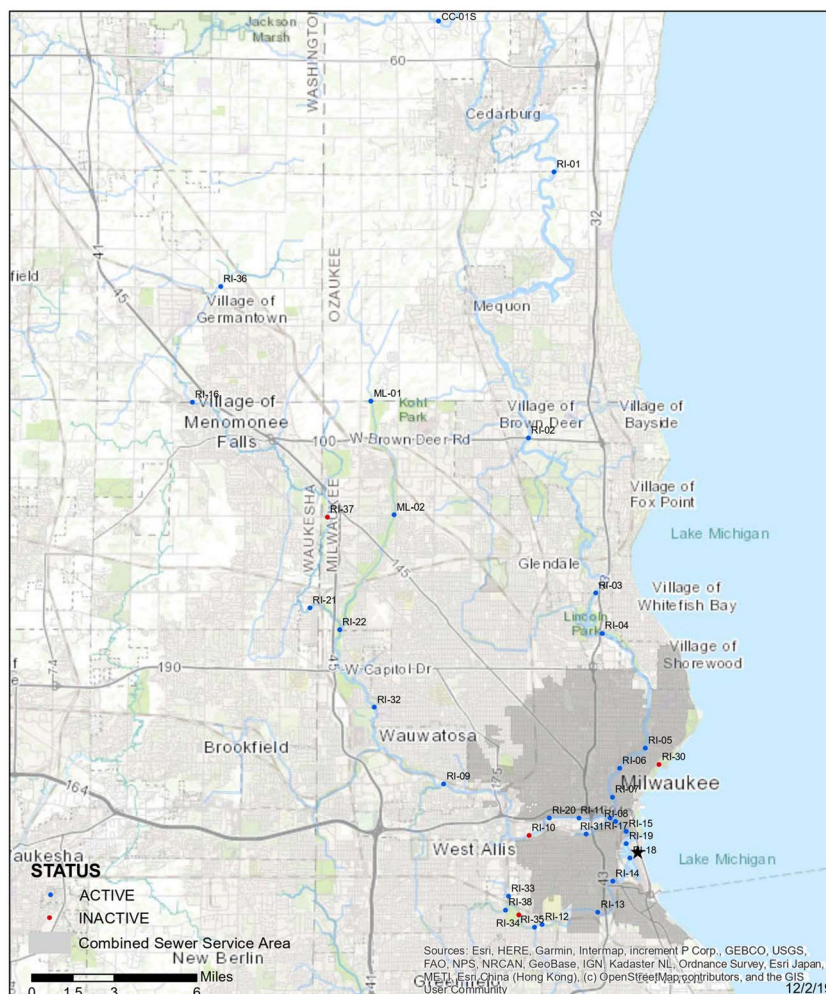 CC-01S
Jackson
Marsh
WASHINGTON
60
Cedarburg
RI-01
32
41
45
field
RI-36
Village of
Germantown
OZAUKEE
Mequon
RI-16
Village of
Menomonee
Falls
ML-01
Kohl
Park
Village of
Brown Deer
Village of
Bayside
100
W Brown Deer Rd
RI-02
Village of
Fox Point
WAUKESHA
MILWAUKEE
RI-37
ML-02
Lake Michigan
145
Glendale
RI-03
Village of
Whitefish Bay
RI-21
RI-22
Lincoln
Park
RI-04
Village of
Shorewood
74
190
45
W Capitol Dr
RI-32
Wauwatosa
Brookfield
RI-05
RI-06
RI-30
Milwaukee
164
RI-09
175
RI-07
RI-20
RI-11
RI-08
RI-10
RI-31
RI-17
RI-15
RI-19
West Allis
RI-18
Lake Michigan
aukesha
STATUS
ACTIVE
INACTIVE
Combined Sewer Service Area
43
RI-14
RI-33
RI-38
RI-34
RI-35
RI-12
RI-13
New Berlin
41
Greenfield
Miles
0 1.5 3 6
Sources: Esri, HERE, Garmin, Intermap, increment P Corp., GEBCO, USGS,
FAO, NPS, NRCAN, GeoBase, IGN, Kadaster NL, Ordnance Survey, Esri Japan,
METI, Esri China (Hong Kong), (c) OpenStreetMap contributors, and the GIS
User Community
12/2/19